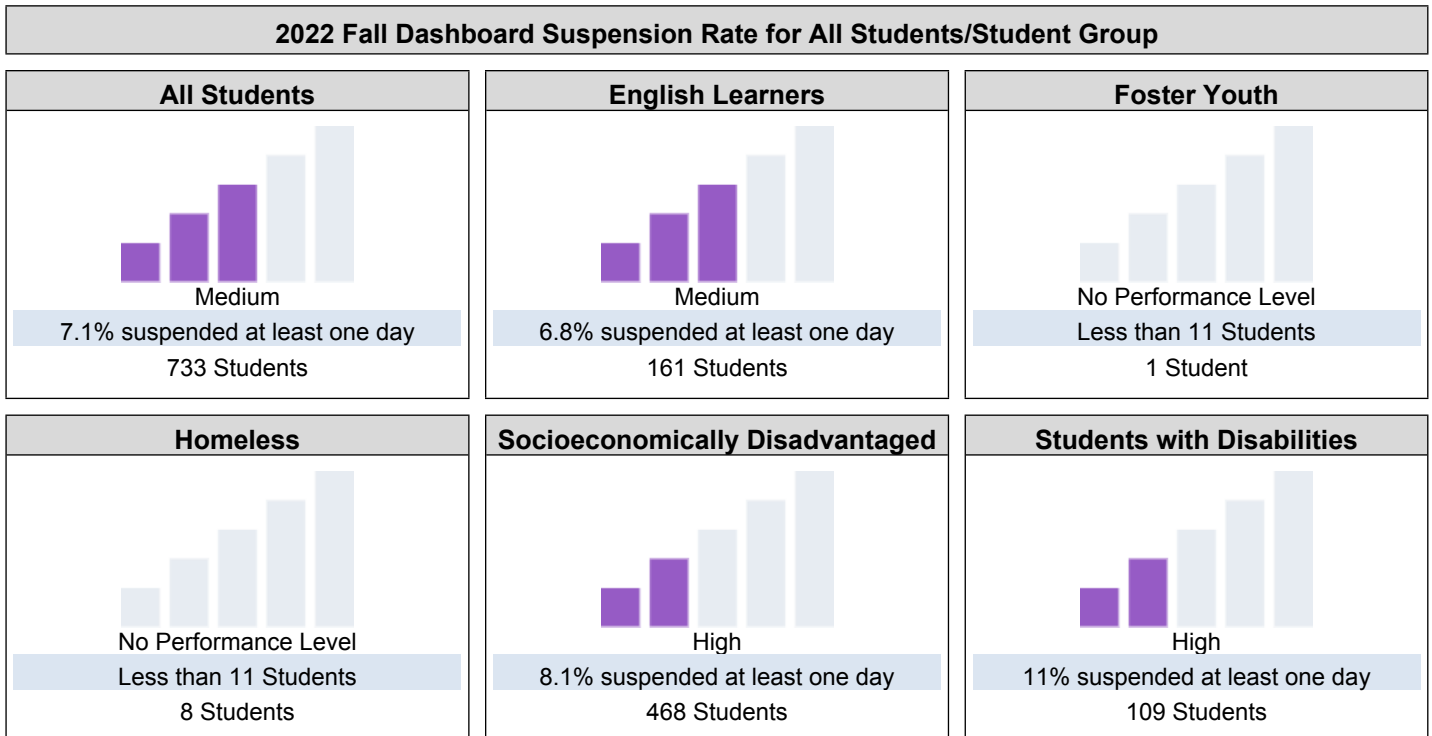 2022 Fall Dashboard Suspension Rate for All Students/Student Group
All Students
Medium
7.1% suspended at least one day
733 Students
English Learners
Medium
6.8% suspended at least one day
161 Students
Foster Youth
No Performance Level
Less than 11 Students
1 Student
Homeless
No Performance Level
Less than 11 Students
8 Students
Socioeconomically Disadvantaged
High
8.1% suspended at least one day
468 Students
Students with Disabilities
High
11% suspended at least one day
109 Students